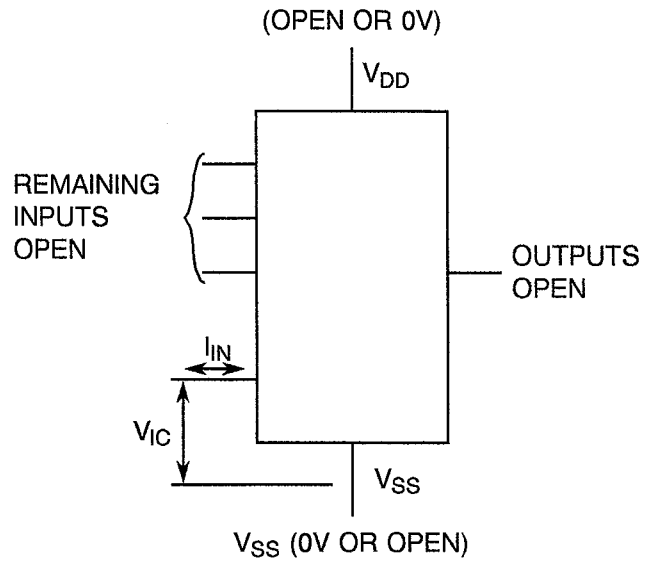 (OPEN OR 0V)
VDD
REMAINING
INPUTS
OPEN
OUTPUTS
OPEN
IIN
VIC
VSS
VSS (0V OR OPEN)